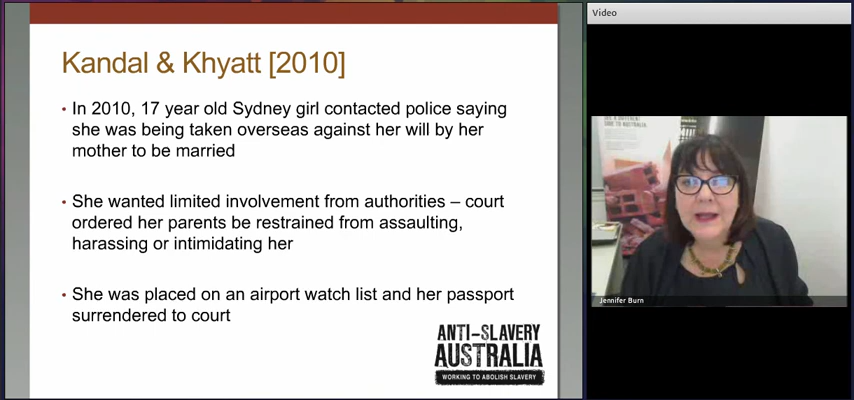 Kandal & Khyatt [2010]
• In 2010, 17 year old Sydney girl contacted police saying
she was being taken overseas against her will by her
mother to be married
• She wanted limited involvement from authorities – court
ordered her parents be restrained from assaulting,
harassing or intimidating her
• She was placed on an airport watch list and her passport
surrendered to court
ANTI-SLAVERY
AUSTRALIA
WORKING TO ABOLISH SLAVERY
Video
Jennifer Burn